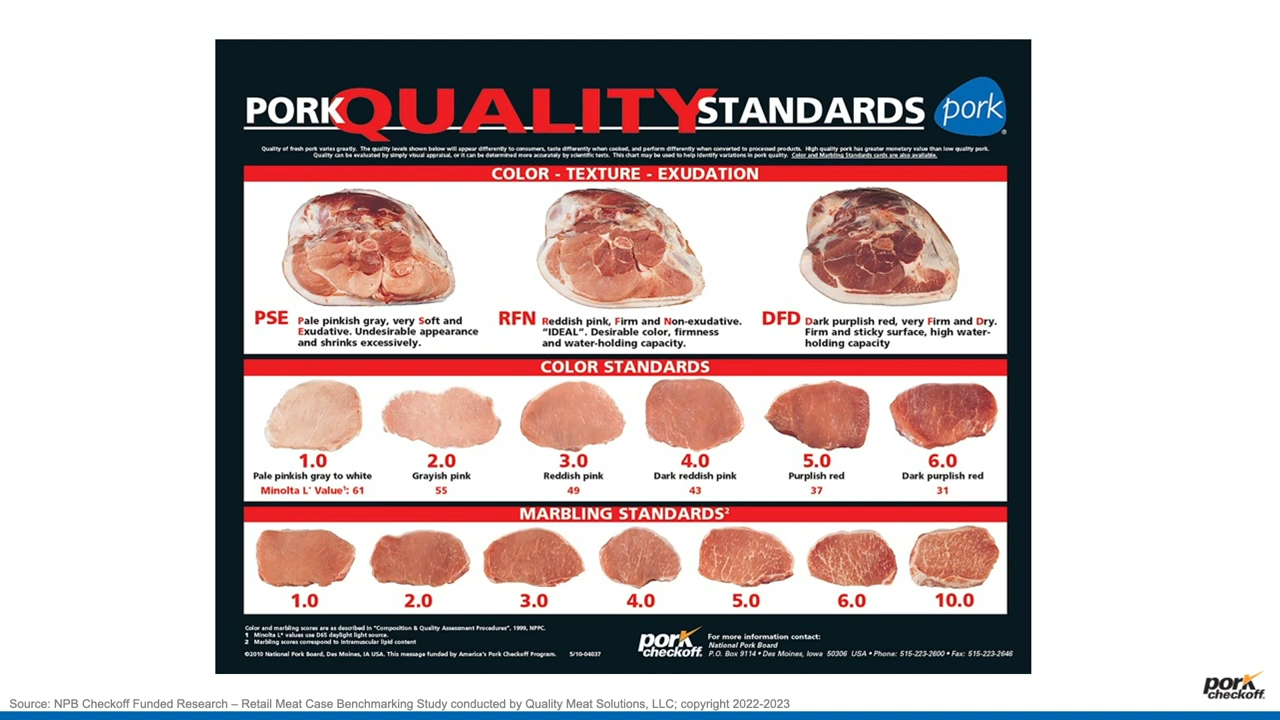 PORK QUALITY STANDARDS pork®
Quality of fresh pork varies greatly. The quality levels shown below will appear differently to consumers, taste differently when cooked, and perform differently when converted to processed products. High quality pork has greater monetary value than low quality pork.
Quality can be evaluated by simply visual appraisal, or it can be determined more accurately by scientific tests. This chart may be used to help identify variations in pork quality. Color and Marbling Standards cards are also available.
COLOR - TEXTURE - EXUDATION
PSE Pale pinkish gray, very Soft and
Exudative. Undesirable appearance
and shrinks excessively.
RFN Reddish pink, Firm and Non-exudative.
"IDEAL". Desirable color, firmness
and water-holding capacity.
DFD Dark purplish red, very Firm and Dry.
Firm and sticky surface, high water-
holding capacity
COLOR STANDARDS
1.0 2.0 3.0 4.0 5.0 6.0
Pale pinkish gray to white Grayish pink Reddish pink Dark reddish pink Purplish red Dark purplish red
Minolta L* Value¹: 61 55 49 43 37 31
MARBLING STANDARDS²
1.0 2.0 3.0 4.0 5.0 6.0 10.0
Color and marbling scores are as described in "Composition & Quality Assessment Procedures", 1999, NPPC.
1 Minolta L* values use D65 daylight light source.
2 Marbling scores correspond to intramuscular lipid content
©2010 National Pork Board, Des Moines, IA USA. This message funded by America's Pork Checkoff Program. 5/10-04037
pork checkoff.
For more information contact:
National Pork Board
P.O. Box 9114 • Des Moines, Iowa 50306 USA • Phone: 515-223-2600 • Fax: 515-223-2646
pork
checkoff.
Source: NPB Checkoff Funded Research – Retail Meat Case Benchmarking Study conducted by Quality Meat Solutions, LLC; copyright 2022-2023